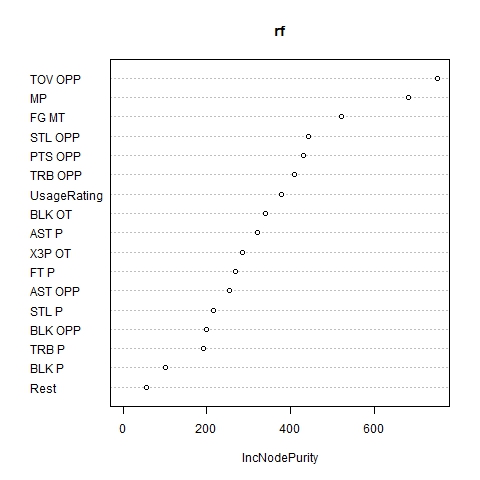 rf
TOV OPP
MP
FG MT
STL OPP
PTS OPP
TRB OPP
UsageRating
BLK OT
AST P
X3P OT
FT P
AST OPP
STL P
BLK OPP
TRB P
BLK P
Rest
0 200 400 600
IncNodePurity